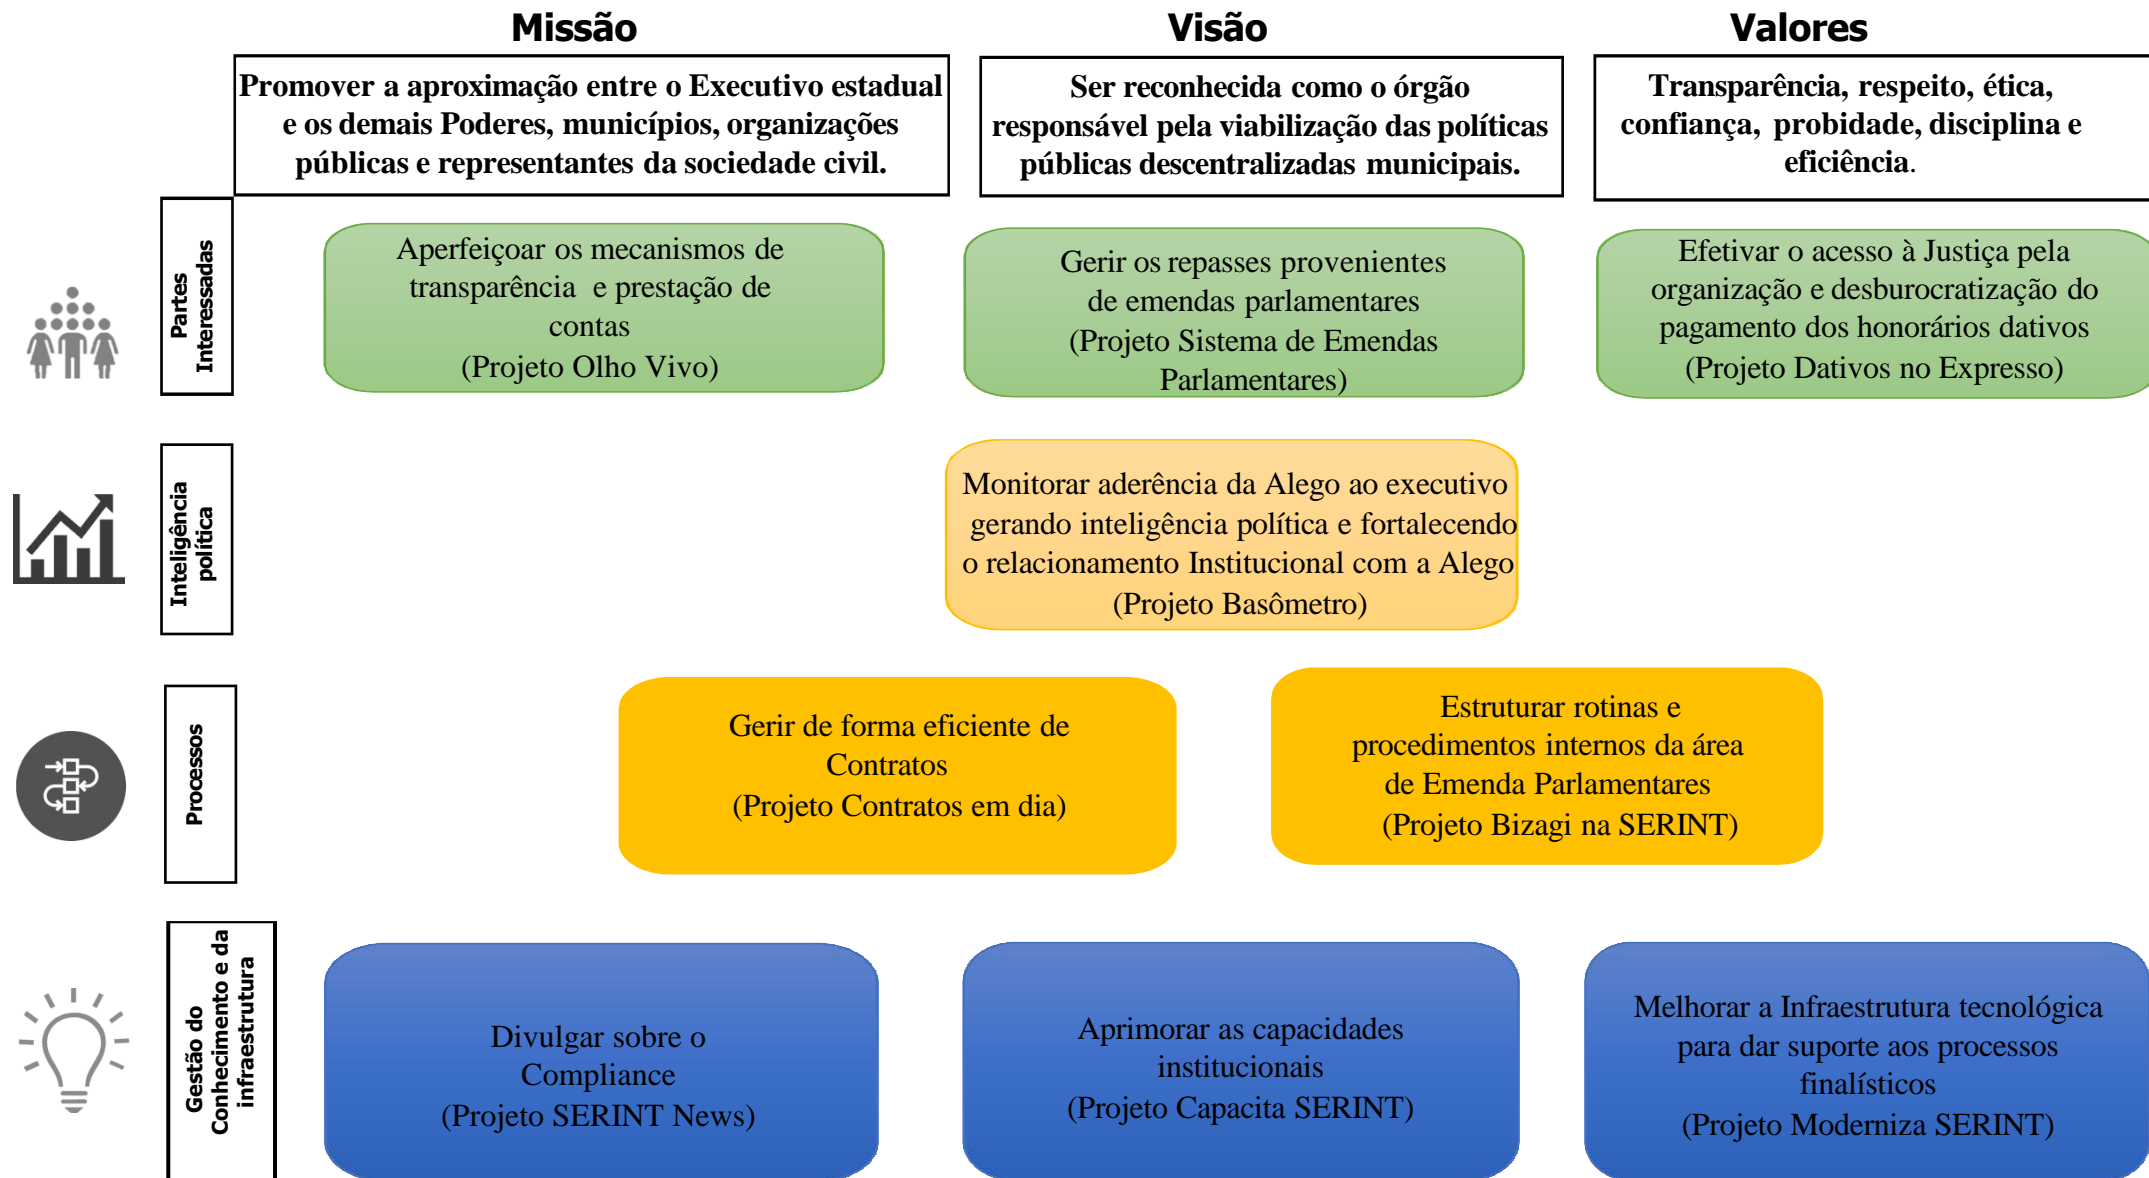 Missão
Promover a aproximação entre o Executivo estadual
e os demais Poderes, municípios, organizações
públicas e representantes da sociedade civil.
Visão
Ser reconhecida como o órgão
responsável pela viabilização das políticas
públicas descentralizadas municipais.
Valores
Transparência, respeito, ética,
confiança, probidade, disciplina e
eficiência.
Partes
Interessadas
Aperfeiçoar os mecanismos de
transparência e prestação de
contas
(Projeto Olho Vivo)
Gerir os repasses provenientes
de emendas parlamentares
(Projeto Sistema de Emendas
Parlamentares)
Efetivar o acesso à Justiça pela
organização e desburocratização do
pagamento dos honorários dativos
(Projeto Dativos no Expresso)
Inteligência
política
Monitorar aderência da Alego ao executivo
gerando inteligência política e fortalecendo
o relacionamento Institucional com a Alego
(Projeto Basômetro)
Processos
Gerir de forma eficiente de
Contratos
(Projeto Contratos em dia)
Estruturar rotinas e
procedimentos internos da área
de Emenda Parlamentares
(Projeto Bizagi na SERINT)
Gestão do
Conhecimento e da
infraestrutura
Divulgar sobre o
Compliance
(Projeto SERINT News)
Aprimorar as capacidades
institucionais
(Projeto Capacita SERINT)
Melhorar a Infraestrutura tecnológica
para dar suporte aos processos
finalísticos
(Projeto Moderniza SERINT)